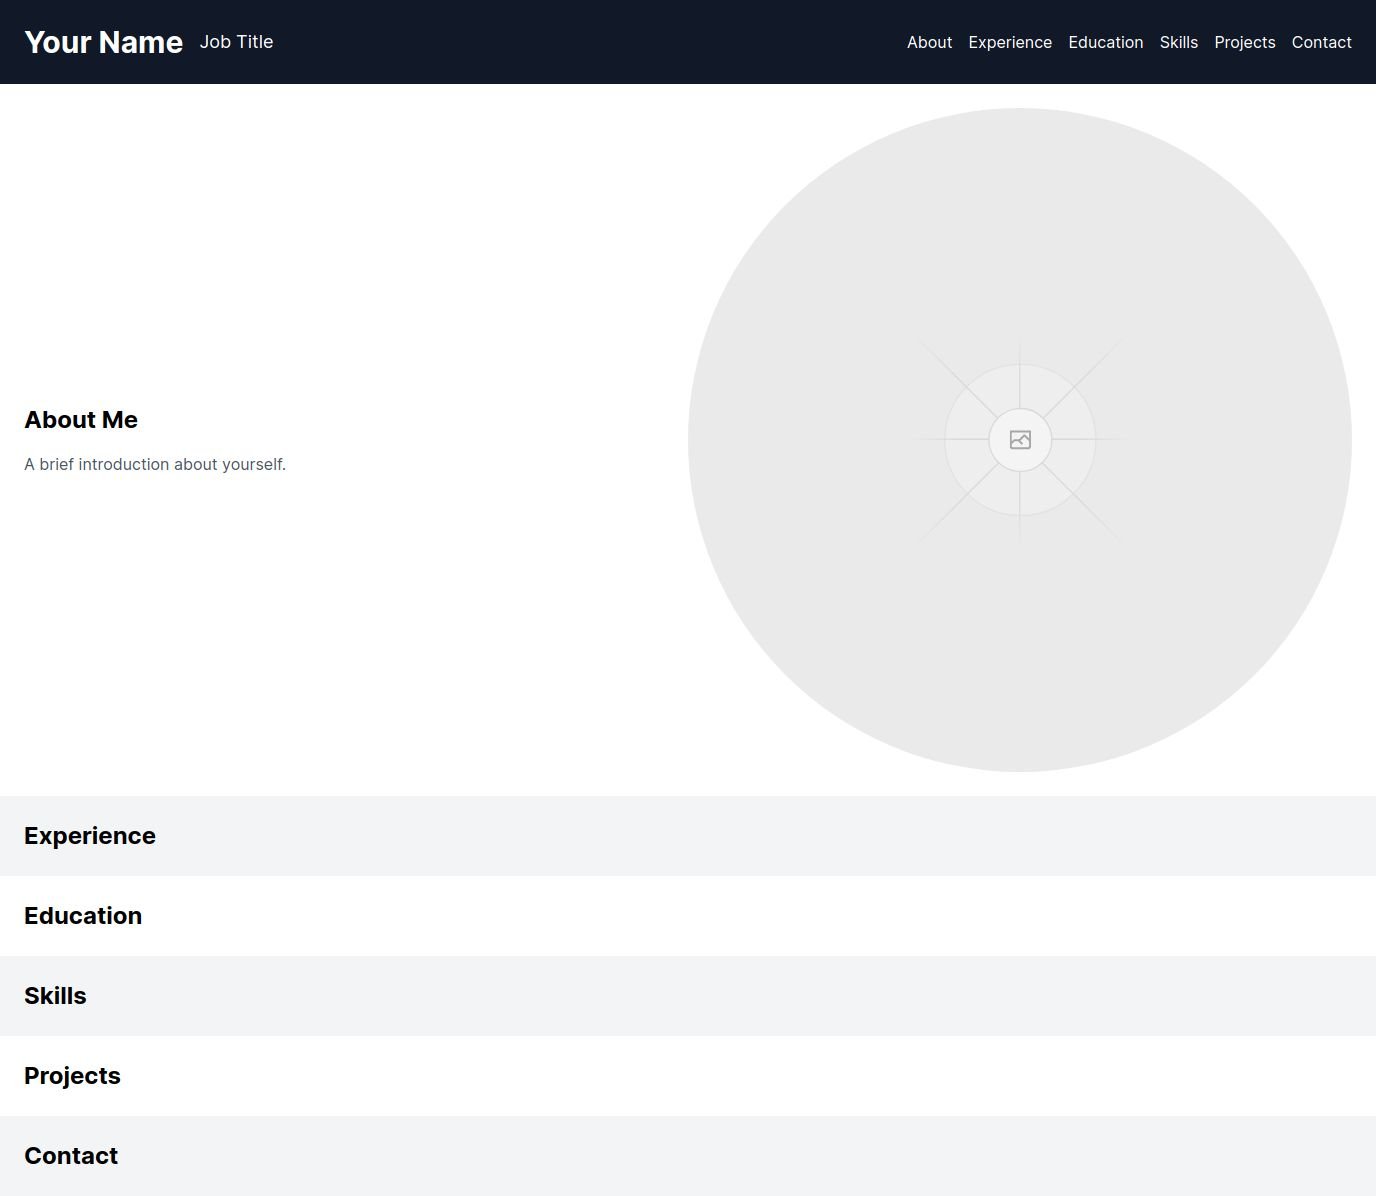 Your Name Job Title About Experience Education Skills Projects Contact
About Me
A brief introduction about yourself.
Experience
Education
Skills
Projects
Contact